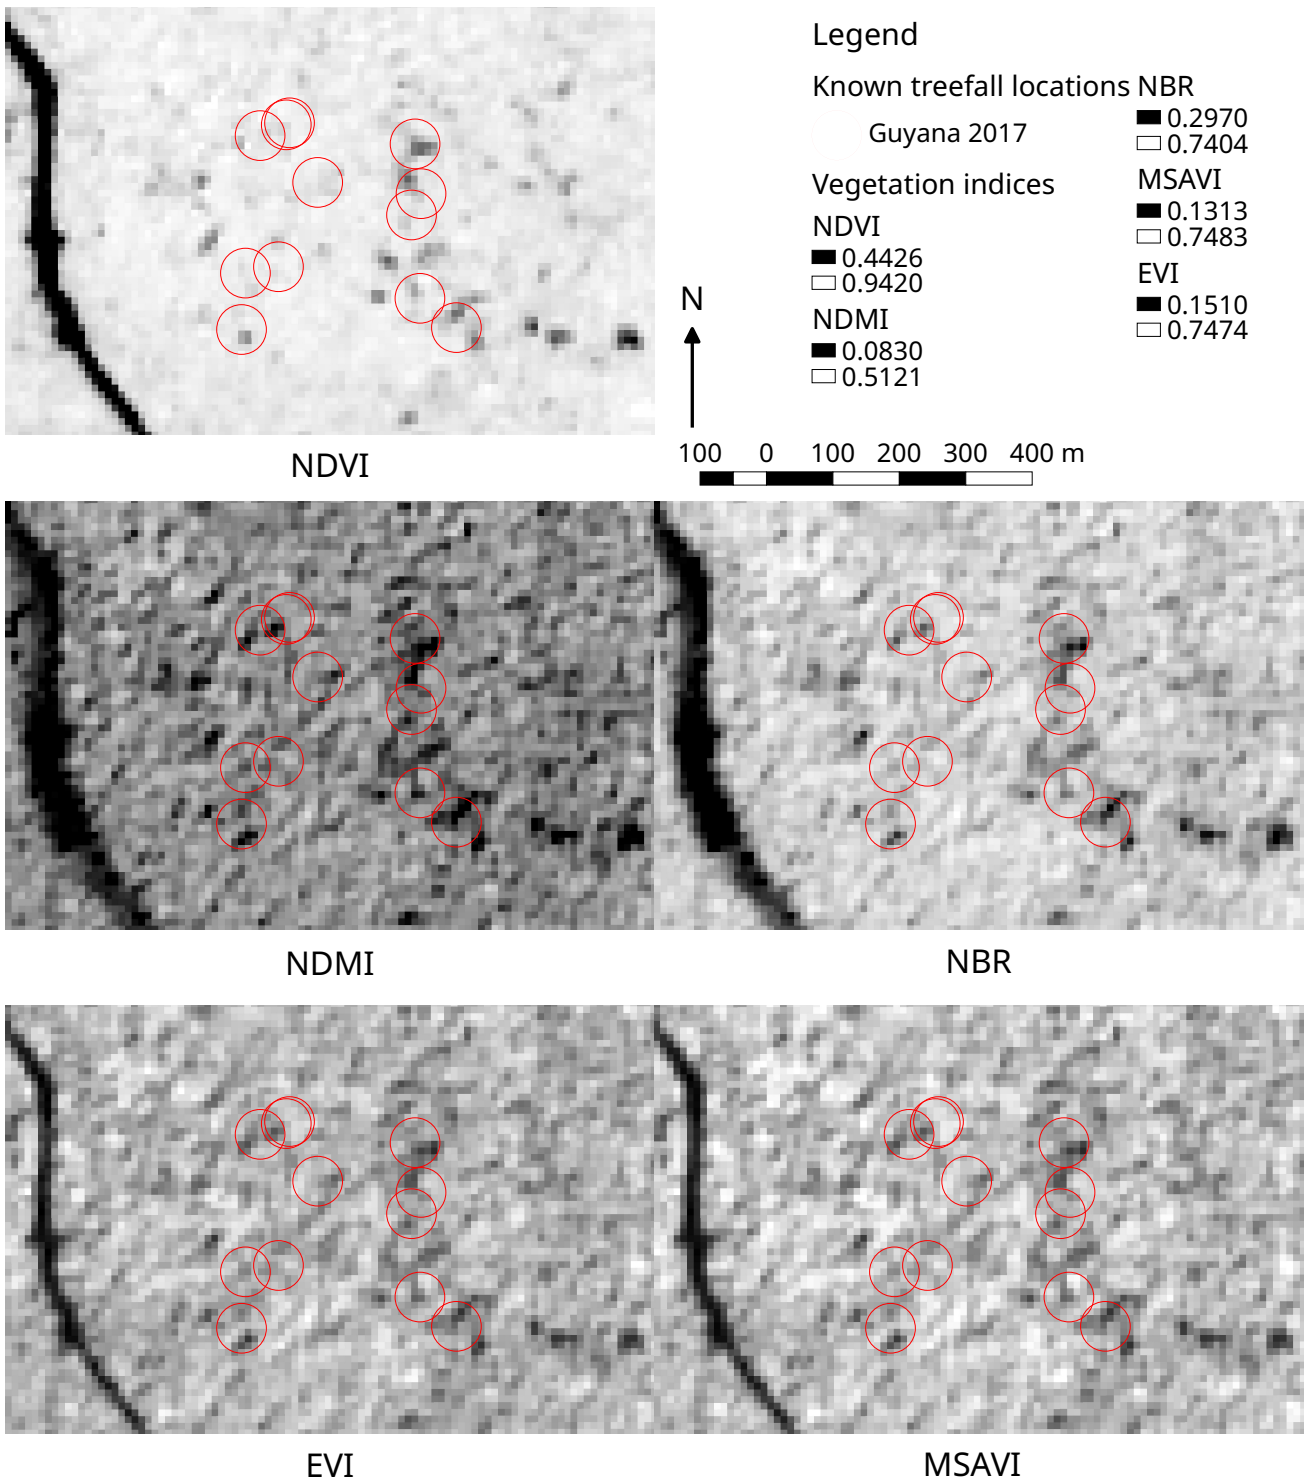 Legend
Known treefall locations
Guyana 2017
Vegetation indices
NDVI
0.4426
0.9420
NDMI
0.0830
0.5121
NBR
0.2970
0.7404
MSAVI
0.1313
0.7483
EVI
0.1510
0.7474
N
100 0 100 200 300 400 m
NDVI
NDMI
NBR
EVI
MSAVI